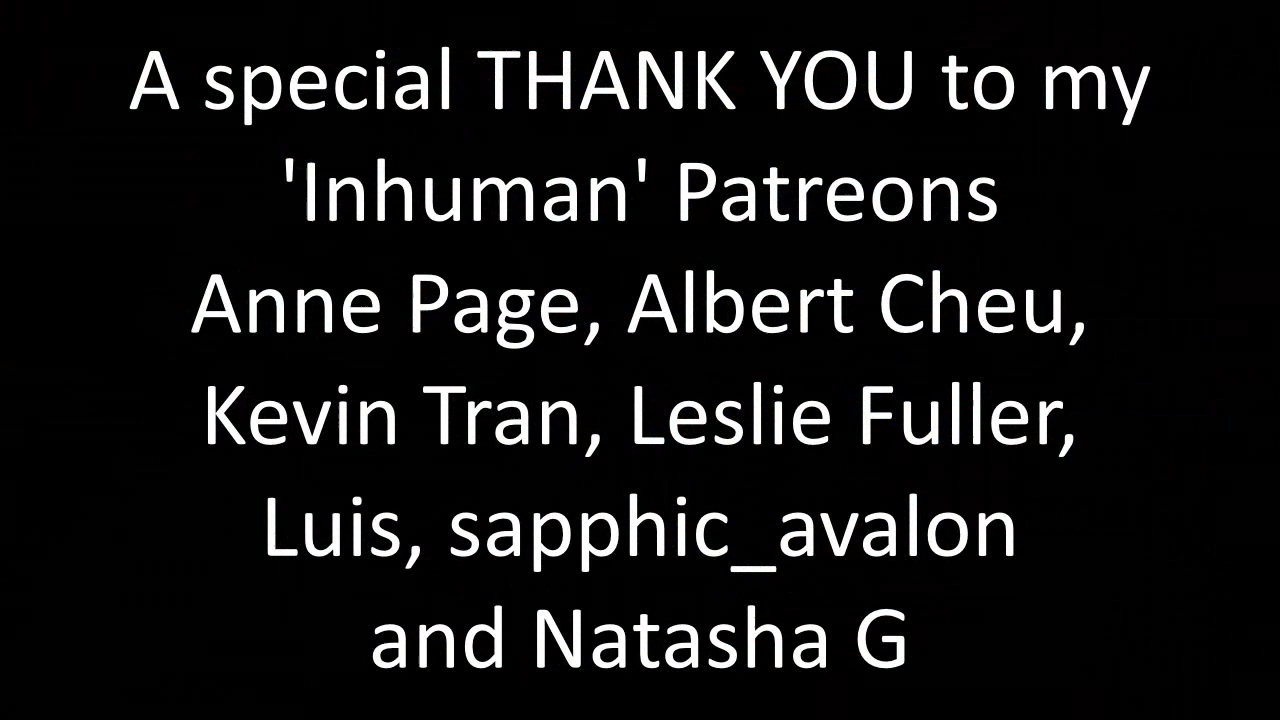 A special THANK YOU to my
'Inhuman' Patreons
Anne Page, Albert Cheu,
Kevin Tran, Leslie Fuller,
Luis, sapphic_avalon
and Natasha G